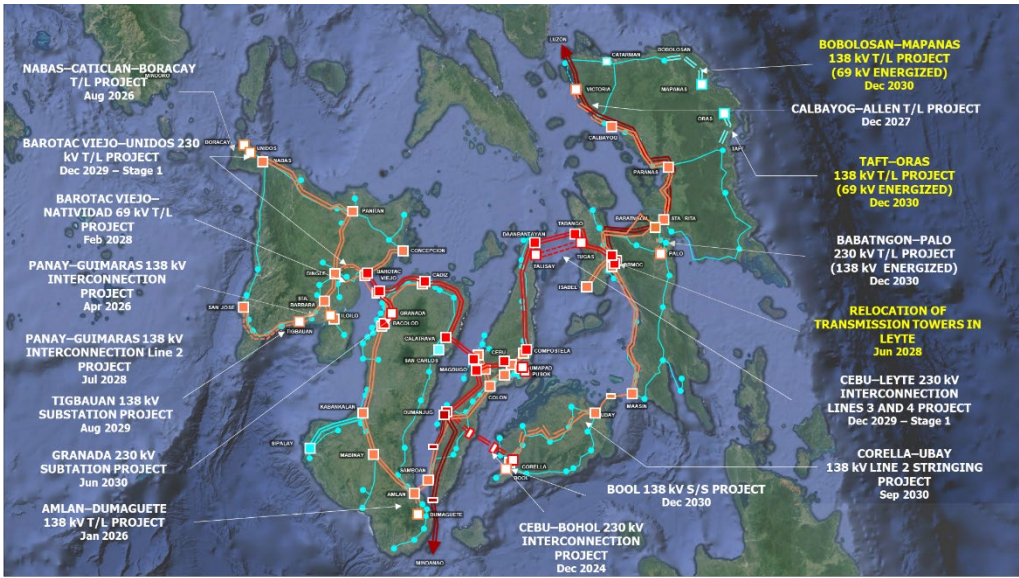 NABAS–CATICLAN–BORACAY
T/L PROJECT
Aug 2026
BAROTAC VIEJO–UNIDOS 230
kV T/L PROJECT
Dec 2029 – Stage 1
BAROTAC VIEJO–
NATIVIDAD 69 kV T/L
PROJECT
Feb 2028
PANAY–GUIMARAS 138 kV
INTERCONNECTION
PROJECT
Apr 2026
PANAY–GUIMARAS 138 kV
INTERCONNECTION Line 2
PROJECT
Jul 2028
TIGBAUAN 138 kV
SUBSTATION PROJECT
Aug 2029
GRANADA 230 kV
SUBTATION PROJECT
Jun 2030
AMLAN–DUMAGUETE
138 kV T/L PROJECT
Jan 2026
BORACAY
UNIDOS
NABAS
PANITAN
CONCEPCION
DINGLE
BAROTAC
VIEJO
STA.
BARBARA
ILOILO
SAN JOSE
TIGBAUAN
CADIZ
GRANADA
BACOLOD
CALATRAVA
SAN CARLOS
MAGDUGO
CEBU
COLON
COMPOSTELA
UMAPAD
PUSOK
DUMANJUG
KABANKALAN
SIPALAY
MABINAY
SAMBOAN
AMLAN
DUMAGUETE
MINDANAO
CORELLA
BOOL
UBAY
MAASIN
DAANBANTAYAN
TALISAY
TABANGO
TUGAS
ORMOC
ISABEL
BABATNGON
STA. RITA
PALO
PARANAS
CALBAYOG
VICTORIA
LUZON
CATARMAN
BOBOLOSAN
MAPANAS
ORAS
TAFT
BOBOLOSAN–MAPANAS
138 kV T/L PROJECT
(69 kV ENERGIZED)
Dec 2030
CALBAYOG–ALLEN T/L PROJECT
Dec 2027
TAFT–ORAS
138 kV T/L PROJECT
(69 kV ENERGIZED)
Dec 2030
BABATNGON–PALO
230 kV T/L PROJECT
(138 kV ENERGIZED)
Dec 2030
RELOCATION OF
TRANSMISSION TOWERS IN
LEYTE
Jun 2028
CEBU–LEYTE 230 kV
INTERCONNECTION
LINES 3 AND 4 PROJECT
Dec 2029 – Stage 1
CORELLA–UBAY
138 kV LINE 2 STRINGING
PROJECT
Sep 2030
BOOL 138 kV S/S PROJECT
Dec 2030
CEBU–BOHOL 230 kV
INTERCONNECTION
PROJECT
Dec 2024